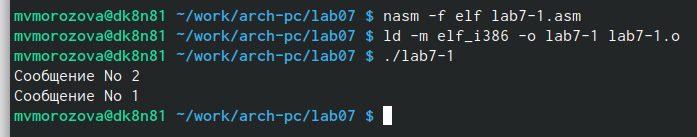 mvmorozova@dk8n81 ~/work/arch-pc/lab07 $ nasm -f elf lab7-1.asm
mvmorozova@dk8n81 ~/work/arch-pc/lab07 $ ld -m elf_i386 -o lab7-1 lab7-1.o
mvmorozova@dk8n81 ~/work/arch-pc/lab07 $ ./lab7-1
Сообщение No 2
Сообщение No 1
mvmorozova@dk8n81 ~/work/arch-pc/lab07 $